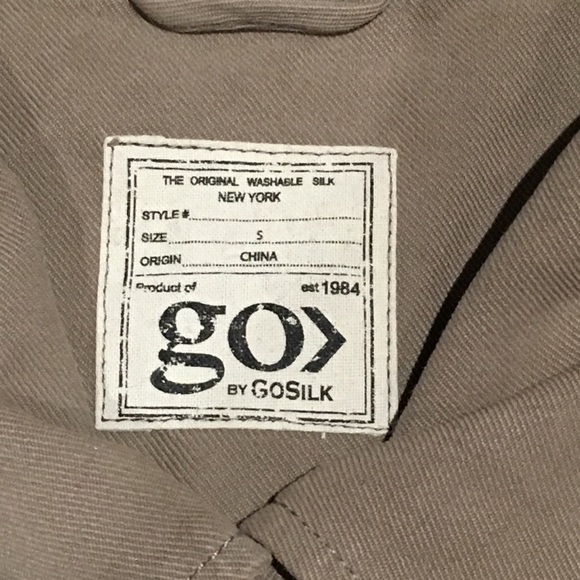 THE ORIGINAL WASHABLE SILK
NEW YORK
STYLE #
SIZE S
ORIGIN CHINA
Product of est 1984
go>
BY GOSILK